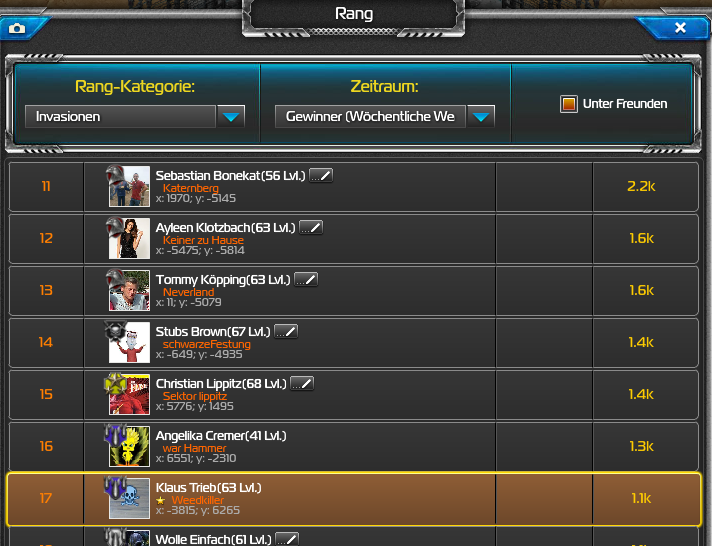 Rang
Rang-Kategorie:
Zeitraum:
Invasionen
Gewinner (Wöchentliche We
Unter Freunden
11
Sebastian Bonekat(56 Lvl.)
Katernberg
x: 1970; y: -5145
2.2k
12
Ayleen Klotzbach(63 Lvl.)
Keiner zu Hause
x: -5475; y: -5814
1.6k
13
Tommy Köpping(63 Lvl.)
Neverland
x: 11; y: -5079
1.6k
14
Stubs Brown(67 Lvl.)
schwarzeFestung
x: -649; y: -4935
1.4k
15
Christian Lippitz(68 Lvl.)
Sektor lippitz
x: 5776; y: 1495
1.4k
16
Angelika Cremer(41 Lvl.)
war Hammer
x: 6551; y: -2310
1.3k
17
Klaus Trieb(63 Lvl.)
Weedkiller
x: -3815; y: 6265
1.1k
Wolle Einfach(61 Lvl.)